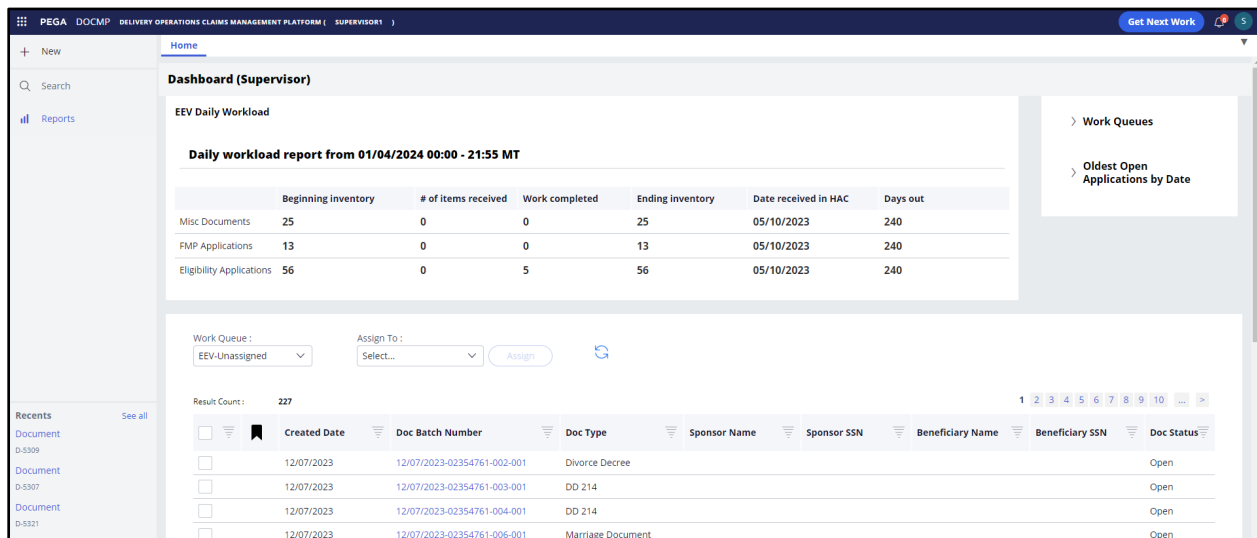 PEGA DOCMP DELIVERY OPERATIONS CLAIMS MANAGEMENT PLATFORM ( SUPERVISOR1 ) Get Next Work S
New
Home
Search
Reports
Dashboard (Supervisor)
EEV Daily Workload
Daily workload report from 01/04/2024 00:00 - 21:55 MT
Beginning inventory # of items received Work completed Ending inventory Date received in HAC Days out
Misc Documents 25 0 0 25 05/10/2023 240
FMP Applications 13 0 0 13 05/10/2023 240
Eligibility Applications 56 0 5 56 05/10/2023 240
Work Queues
Oldest Open
Applications by Date
Work Queue : Assign To :
EEV-Unassigned Select... Assign
Result Count : 227 1 2 3 4 5 6 7 8 9 10 ... >
Created Date Doc Batch Number Doc Type Sponsor Name Sponsor SSN Beneficiary Name Beneficiary SSN Doc Status
12/07/2023 12/07/2023-02354761-002-001 Divorce Decree Open
12/07/2023 12/07/2023-02354761-003-001 DD 214 Open
12/07/2023 12/07/2023-02354761-004-001 DD 214 Open
12/07/2023 12/07/2023-02354761-006-001 Marriage Document Open
Recents See all
Document
D-5309
Document
D-5307
Document
D-5321